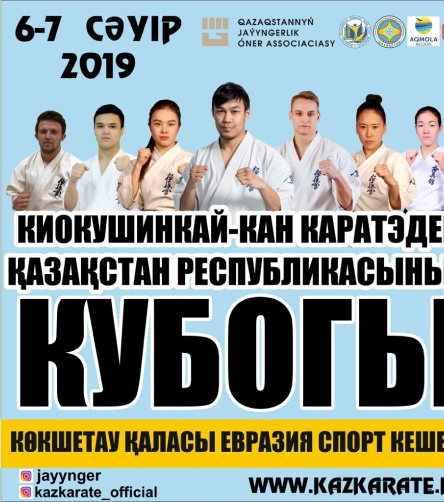 6-7 СӘУІР
2019
QAZAQSTANNYŃ
JAÝYNGERLIK
ÓNER ASSOCIACIASY
AQMOLA
REGION
КИОКУШИНКАЙ-КАН КАРАТЭДЕ
ҚАЗАҚСТАН РЕСПУБЛИКАСЫНЫ
КУБОГЫ
КӨКШЕТАУ ҚАЛАСЫ ЕВРАЗИЯ СПОРТ КЕШЕ
jayynger
kazkarate_official
WWW.KAZKARATE.